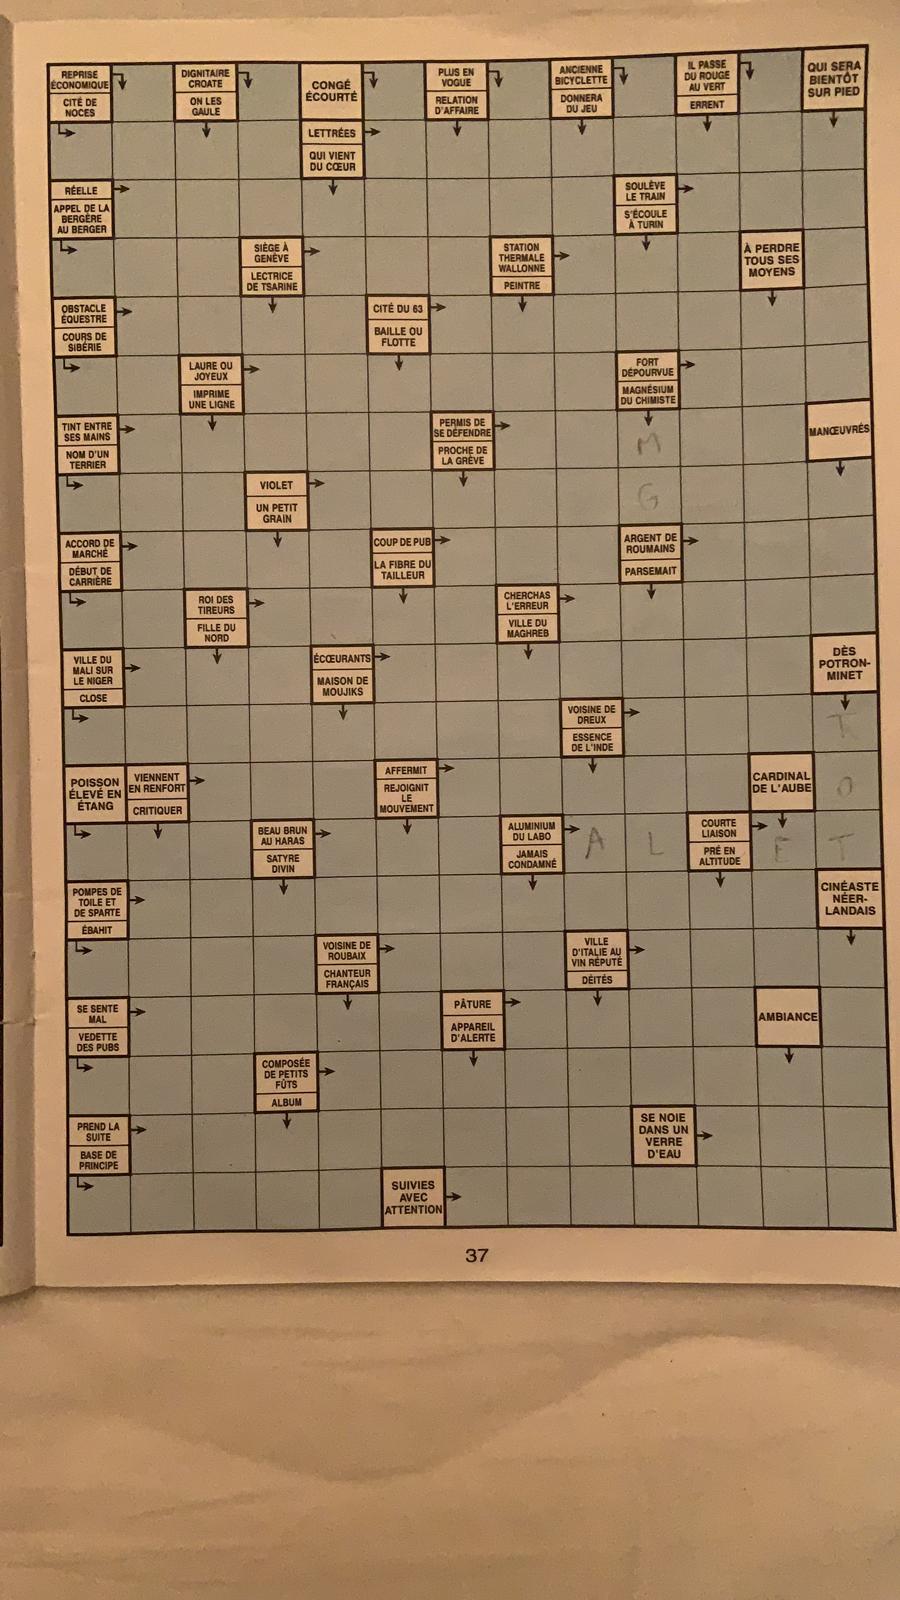 REPRISE
ÉCONOMIQUE
CITÉ DE
NOCES
DIGNITAIRE
CROATE
ON LES
GAULE
CONGÉ
ÉCOURTÉ
PLUS EN
VOGUE
RELATION
D'AFFAIRE
ANCIENNE
BICYCLETTE
DONNERA
DU JEU
IL PASSE
DU ROUGE
AU VERT
ERRENT
QUI SERA
BIENTÔT
SUR PIED
LETTRÉES
QUI VIENT
DU CŒUR
RÉELLE
APPEL DE LA
BERGÈRE
AU BERGER
SOULÈVE
LE TRAIN
S'ÉCOULE
À TURIN
SIÈGE À
GENÈVE
LECTRICE
DE TSARINE
STATION
THERMALE
WALLONNE
PEINTRE
À PERDRE
TOUS SES
MOYENS
OBSTACLE
ÉQUESTRE
COURS DE
SIBÉRIE
CITÉ DU 63
BAILLE OU
FLOTTE
LAURE OU
JOYEUX
IMPRIME
UNE LIGNE
FORT
DÉPOURVUE
MAGNÉSIUM
DU CHIMISTE
TINT ENTRE
SES MAINS
NOM D'UN
TERRIER
PERMIS DE
SE DÉFENDRE
PROCHE DE
LA GRÈVE
M
MANŒUVRÉS
VIOLET
UN PETIT
GRAIN
G
ACCORD DE
MARCHÉ
DÉBUT DE
CARRIÈRE
COUP DE PUB
LA FIBRE DU
TAILLEUR
ARGENT DE
ROUMAINS
PARSEMAIT
ROI DES
TIREURS
FILLE DU
NORD
CHERCHAS
L'ERREUR
VILLE DU
MAGHREB
VILLE DU
MALI SUR
LE NIGER
CLOSE
ÉCŒURANTS
MAISON DE
MOUJIKS
DÈS
POTRON-
MINET
VOISINE DE
DREUX
ESSENCE
DE L'INDE
T
POISSON
ÉLEVÉ EN
ÉTANG
VIENNENT
EN RENFORT
CRITIQUER
AFFERMIT
REJOIGNIT
LE
MOUVEMENT
CARDINAL
DE L'AUBE
O
BEAU BRUN
AU HARAS
SATYRE
DIVIN
ALUMINIUM
DU LABO
JAMAIS
CONDAMNÉ
A L
COURTE
LIAISON
PRÉ EN
ALTITUDE
E T
POMPES DE
TOILE ET
DE SPARTE
ÉBAHIT
CINÉASTE
NÉER-
LANDAIS
VOISINE DE
ROUBAIX
CHANTEUR
FRANÇAIS
VILLE
D'ITALIE AU
VIN RÉPUTÉ
DÉITÉS
SE SENTE
MAL
VEDETTE
DES PUBS
PÂTURE
APPAREIL
D'ALERTE
AMBIANCE
COMPOSÉE
DE PETITS
FÛTS
ALBUM
PREND LA
SUITE
BASE DE
PRINCIPE
SE NOIE
DANS UN
VERRE
D'EAU
SUIVIES
AVEC
ATTENTION
37